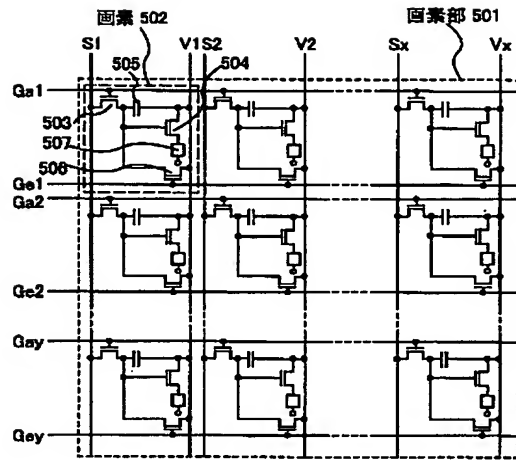 画素 502
画素部 501
S1
505
V1
S2
504
V2
Sx
Vx
Ga1
503
507
506
Ge1
Ga2
Ge2
Gay
Gey